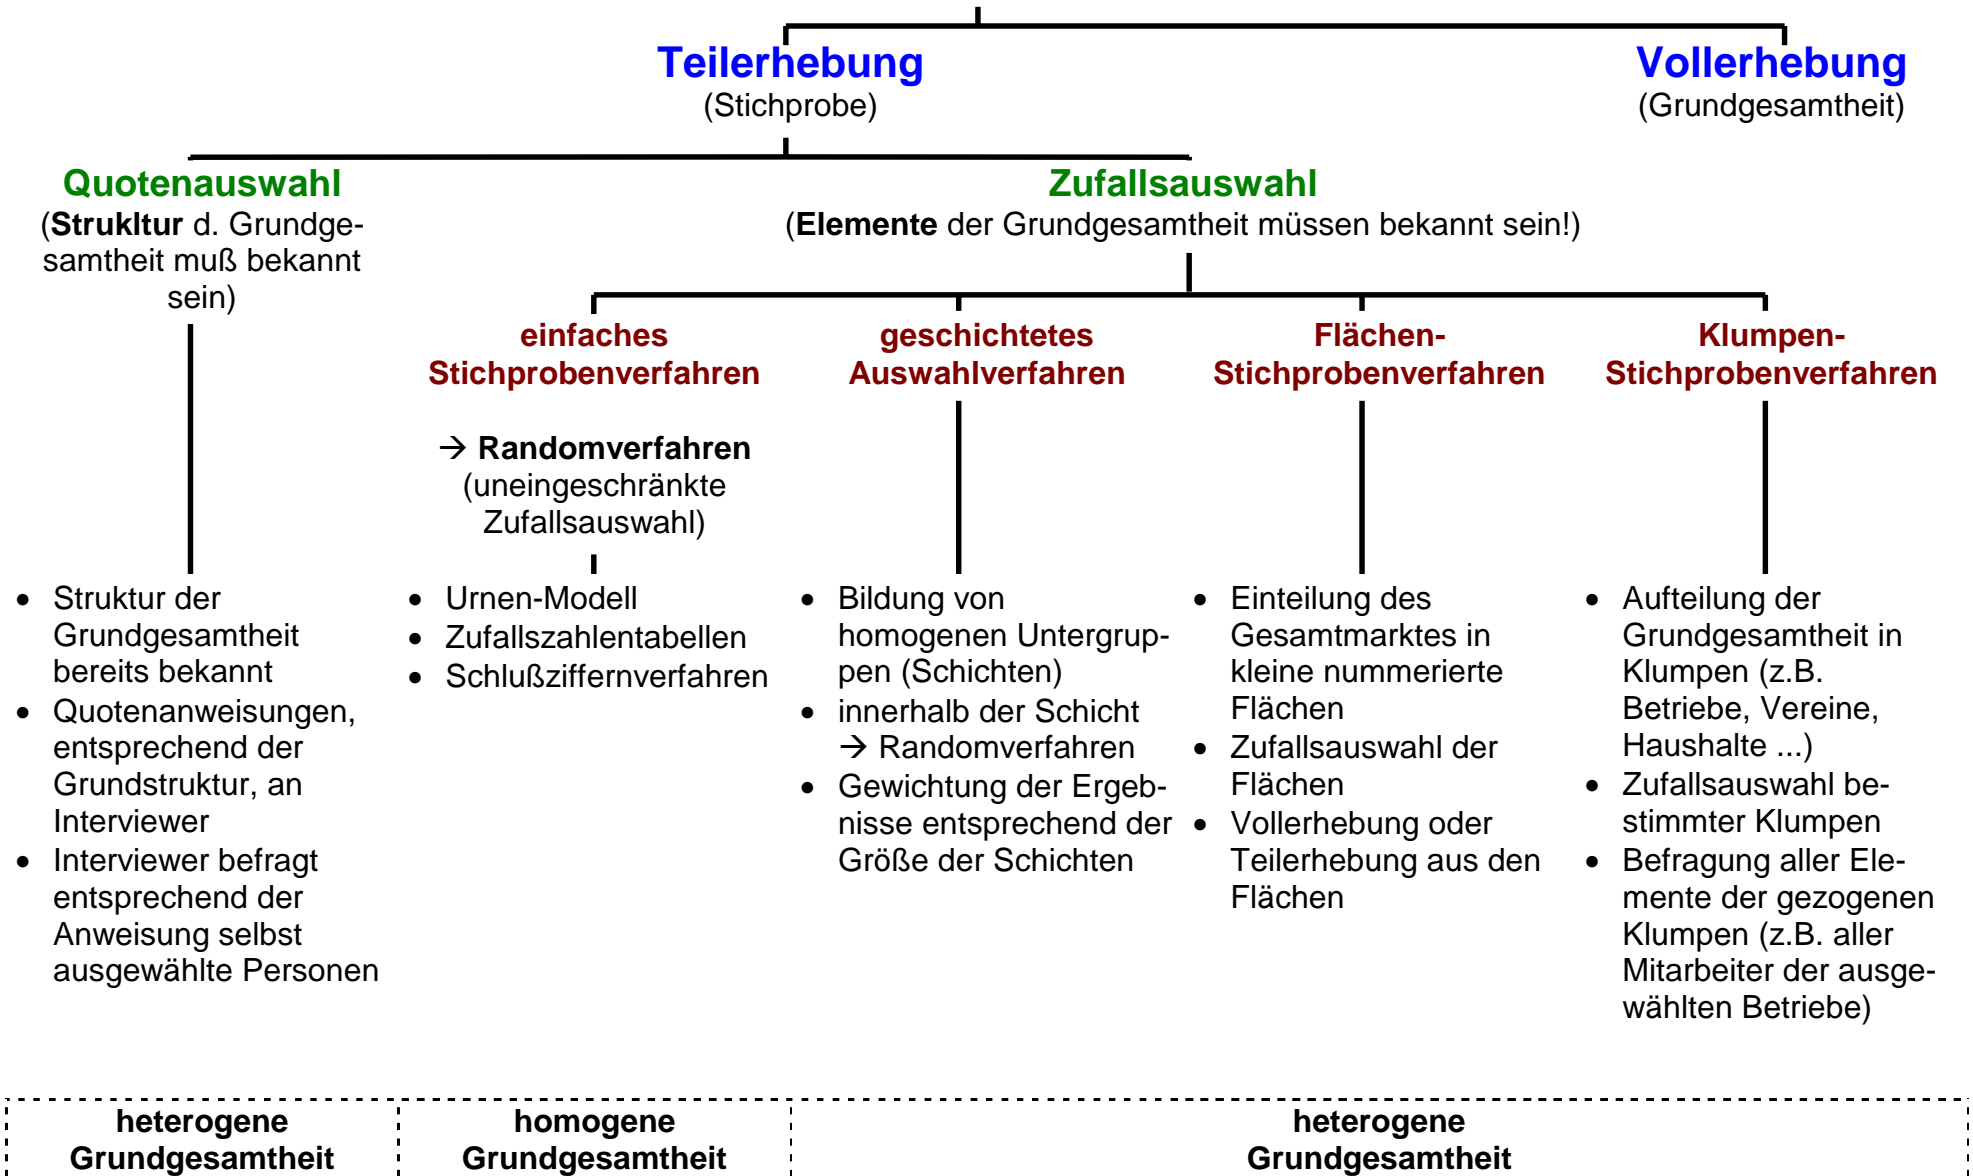 Teilerhebung
(Stichprobe)
Vollerhebung
(Grundgesamtheit)
Quotenauswahl
(Strukltur d. Grundge-
samtheit muß bekannt
sein)
Zufallsauswahl
(Elemente der Grundgesamtheit müssen bekannt sein!)
einfaches
Stichprobenverfahren
→ Randomverfahren
(uneingeschränkte
Zufallsauswahl)
geschichtetes
Auswahlverfahren
Flächen-
Stichprobenverfahren
Klumpen-
Stichprobenverfahren
• Struktur der
Grundgesamtheit
bereits bekannt
• Quotenanweisungen,
entsprechend der
Grundstruktur, an
Interviewer
• Interviewer befragt
entsprechend der
Anweisung selbst
ausgewählte Personen
• Urnen-Modell
• Zufallszahlentabellen
• Schlußziffernverfahren
• Bildung von
homogenen Untergrup-
pen (Schichten)
• innerhalb der Schicht
→ Randomverfahren
• Gewichtung der Ergeb-
nisse entsprechend der
Größe der Schichten
• Einteilung des
Gesamtmarktes in
kleine nummerierte
Flächen
• Zufallsauswahl der
Flächen
• Vollerhebung oder
Teilerhebung aus den
Flächen
• Aufteilung der
Grundgesamtheit in
Klumpen (z.B.
Betriebe, Vereine,
Haushalte ...)
• Zufallsauswahl be-
stimmter Klumpen
• Befragung aller Ele-
mente der gezogenen
Klumpen (z.B. aller
Mitarbeiter der ausge-
wählten Betriebe)
heterogene
Grundgesamtheit
homogene
Grundgesamtheit
heterogene
Grundgesamtheit